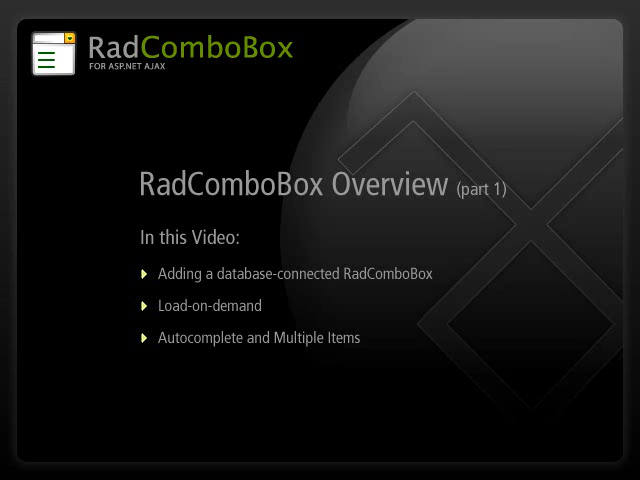 RadComboBox
FOR ASP.NET AJAX
RadComboBox Overview (part 1)
In this Video:
Adding a database-connected RadComboBox
Load-on-demand
Autocomplete and Multiple Items